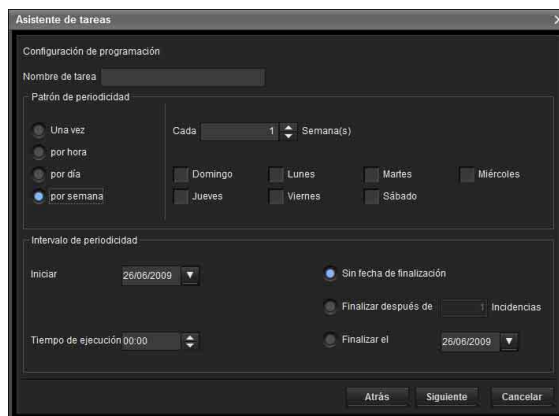 Asistente de tareas
Configuración de programación
Nombre de tarea
Patrón de periodicidad
Una vez
por hora
por día
por semana
Cada 1 Semana(s)
Domingo Lunes Martes Miércoles
Jueves Viernes Sábado
Intervalo de periodicidad
Iniciar 26/06/2009 Sin fecha de finalización
Finalizar después de 1 Incidencias
Tiempo de ejecución 00:00 Finalizar el 26/06/2009
Atrás Siguiente Cancelar